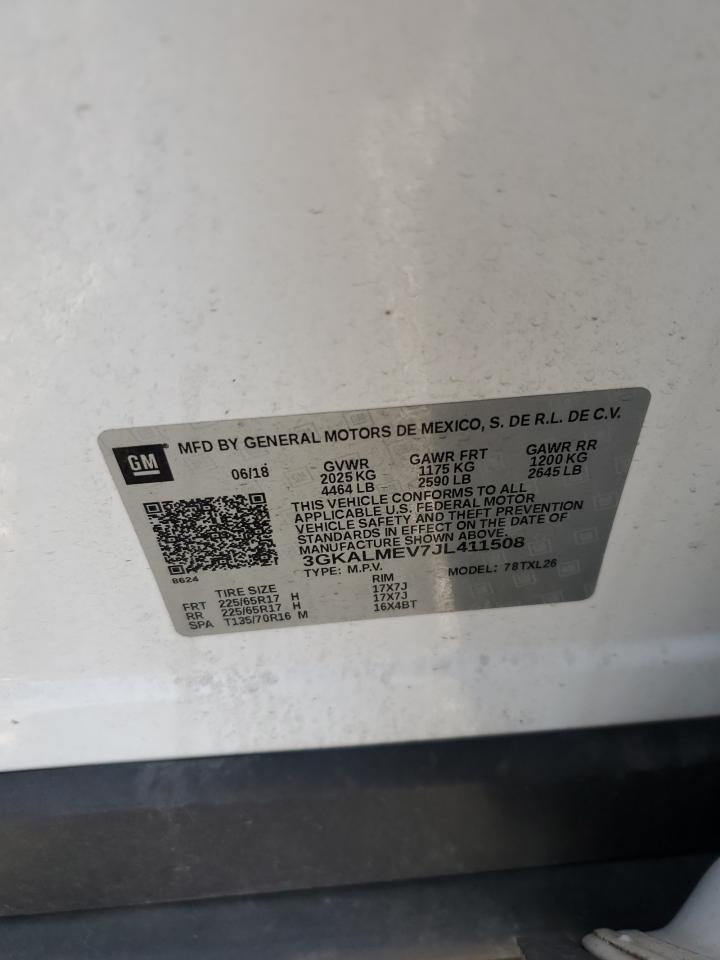 GM MFD BY GENERAL MOTORS DE MEXICO, S. DE R.L. DE C.V.
06/18 GVWR GAWR FRT GAWR RR
2025 KG 1175 KG 1200 KG
4464 LB 2590 LB 2645 LB
THIS VEHICLE CONFORMS TO ALL
APPLICABLE U.S. FEDERAL MOTOR
VEHICLE SAFETY AND THEFT PREVENTION
STANDARDS IN EFFECT ON THE DATE OF
MANUFACTURE SHOWN ABOVE.
3GKALMEV7JL411508
8624 TYPE: M.P.V. MODEL: 78TXL26
TIRE SIZE RIM
FRT 225/65R17 H 17X7J
RR 225/65R17 H 17X7J
SPA T135/70R16 M 16X4BT